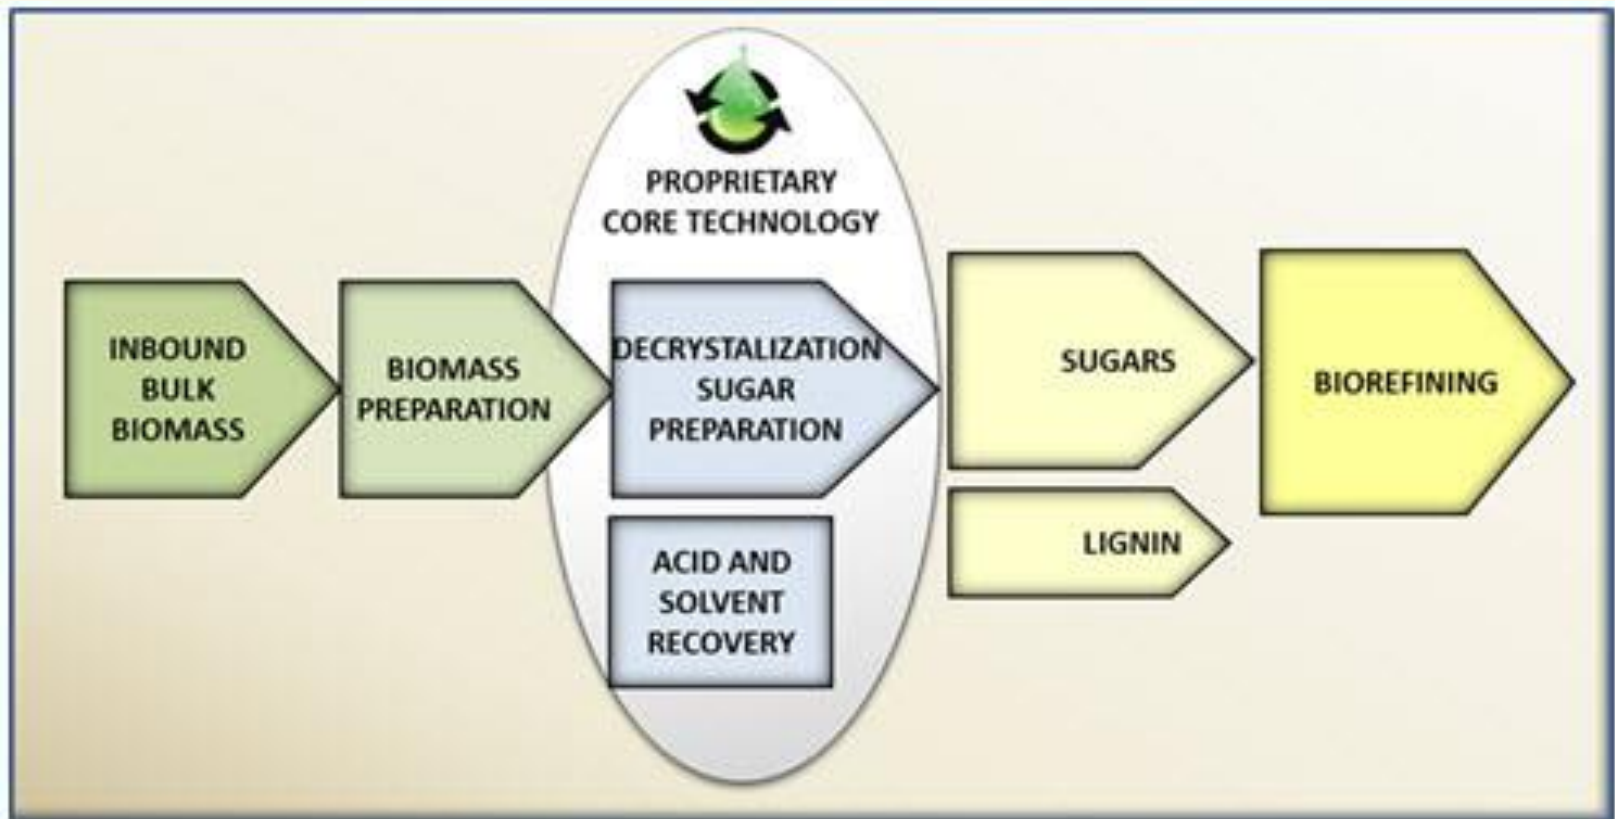 PROPRIETARY
CORE TECHNOLOGY
INBOUND
BULK
BIOMASS
BIOMASS
PREPARATION
DECRYSTALIZATION
SUGAR
PREPARATION
ACID AND
SOLVENT
RECOVERY
SUGARS
LIGNIN
BIOREFINING